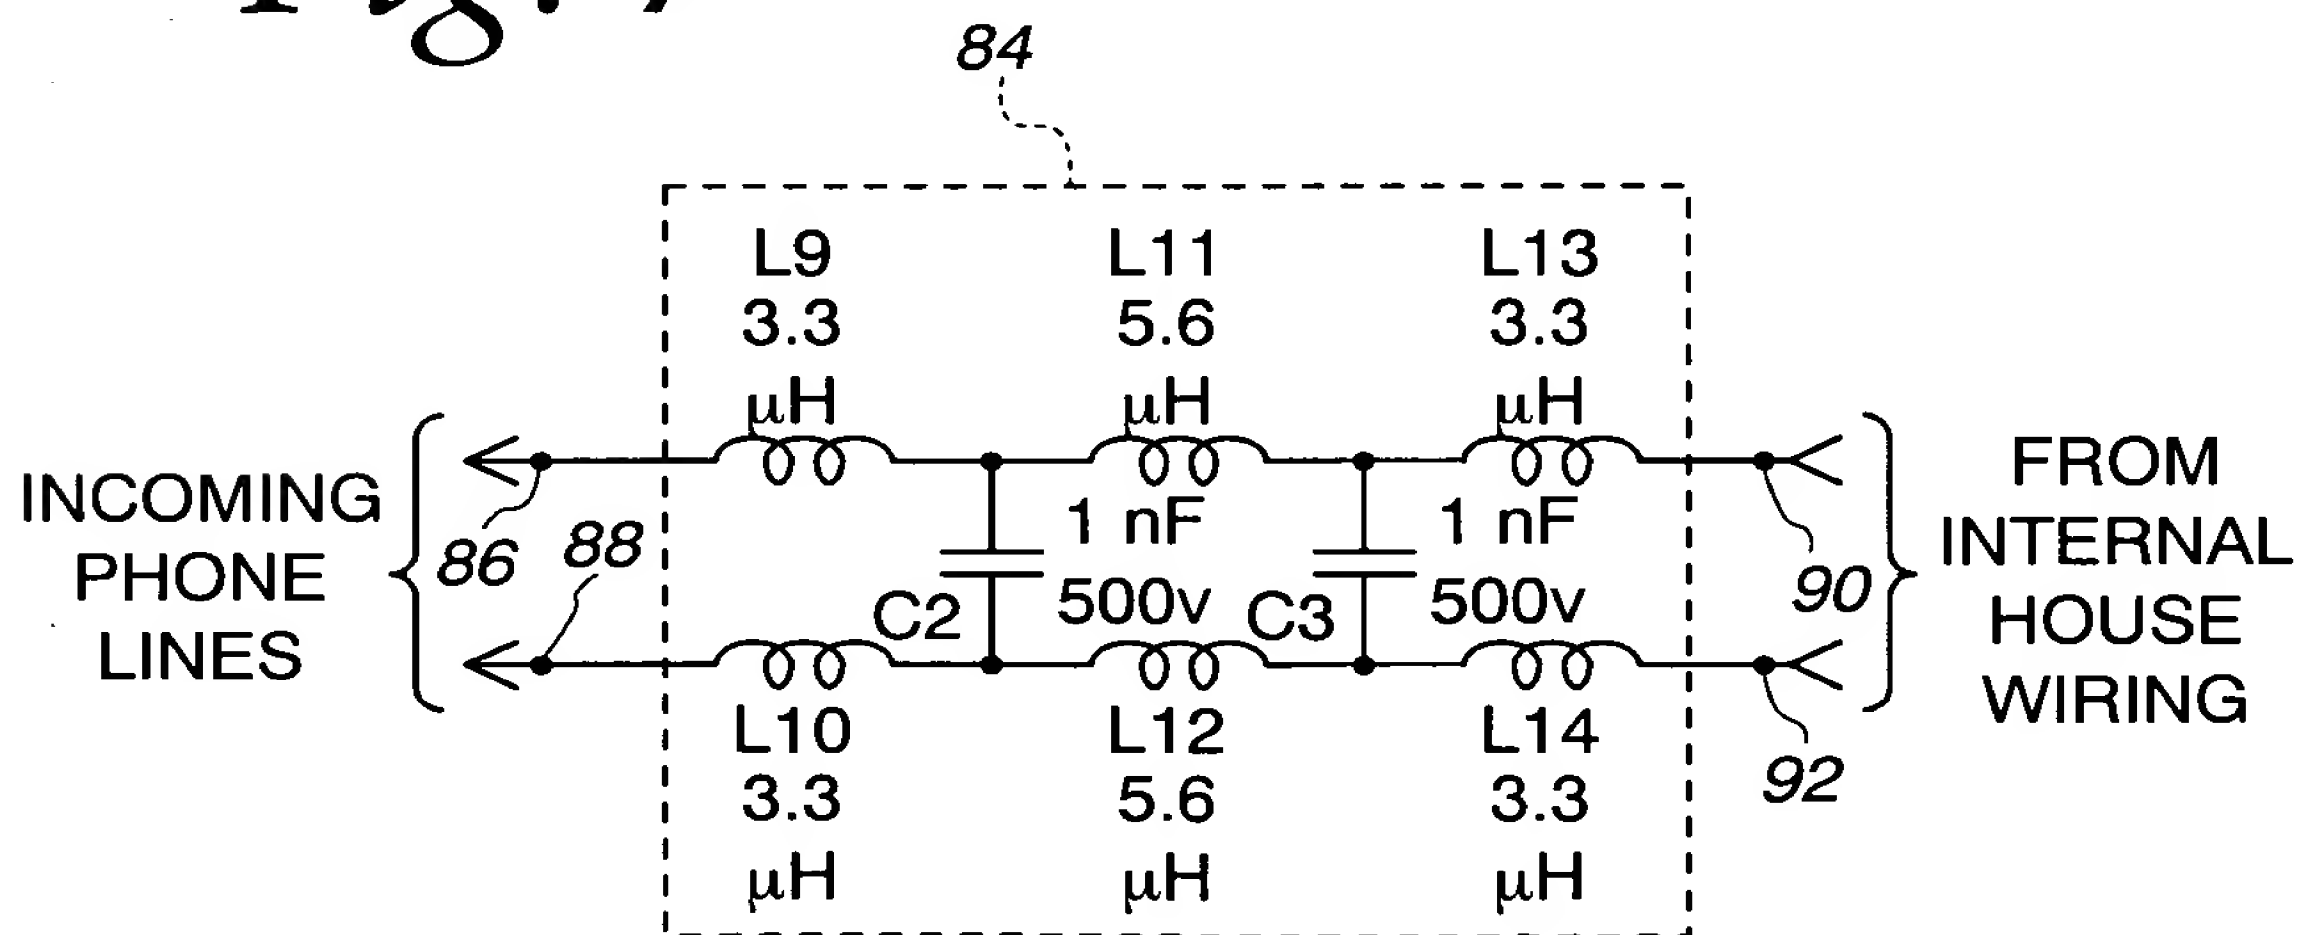 84
L9
3.3
µH
L11
5.6
µH
L13
3.3
µH
INCOMING
PHONE
LINES
86
88
1 nF
500v
C2
1 nF
500v
C3
90
92
FROM
INTERNAL
HOUSE
WIRING
L10
3.3
µH
L12
5.6
µH
L14
3.3
µH